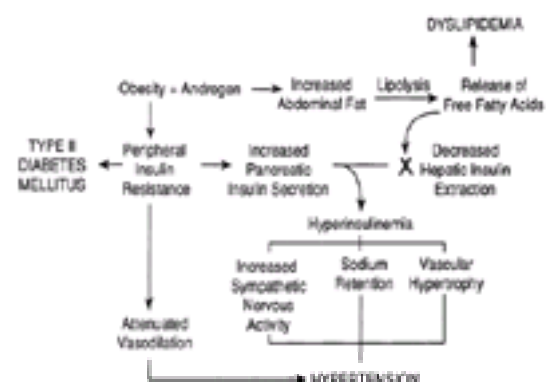 DYSLIPIDEMIA
Obesity + Androgen
Increased
Abdominal Fat
Lipolysis
Release of
Free Fatty Acids
TYPE II
DIABETES
MELLITUS
Peripheral
Insulin
Resistance
Increased
Pancreatic
Insulin Secretion
X
Decreased
Hepatic Insulin
Extraction
Hyperinsulinemia
Increased
Sympathetic
Nervous
Activity
Sodium
Retention
Vascular
Hypertrophy
Attenuated
Vasodilation
HYPERTENSION